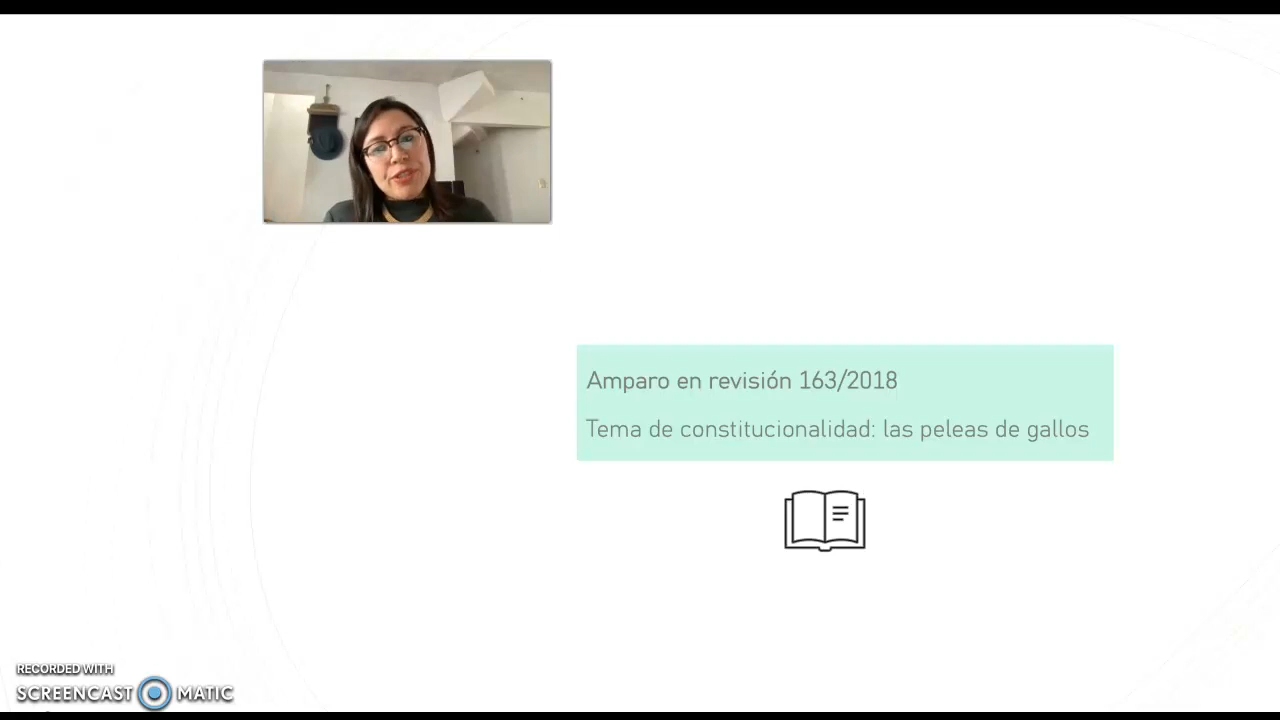 Amparo en revisión 163/2018
Tema de constitucionalidad: las peleas de gallos
RECORDED WITH
SCREENCAST MATIC